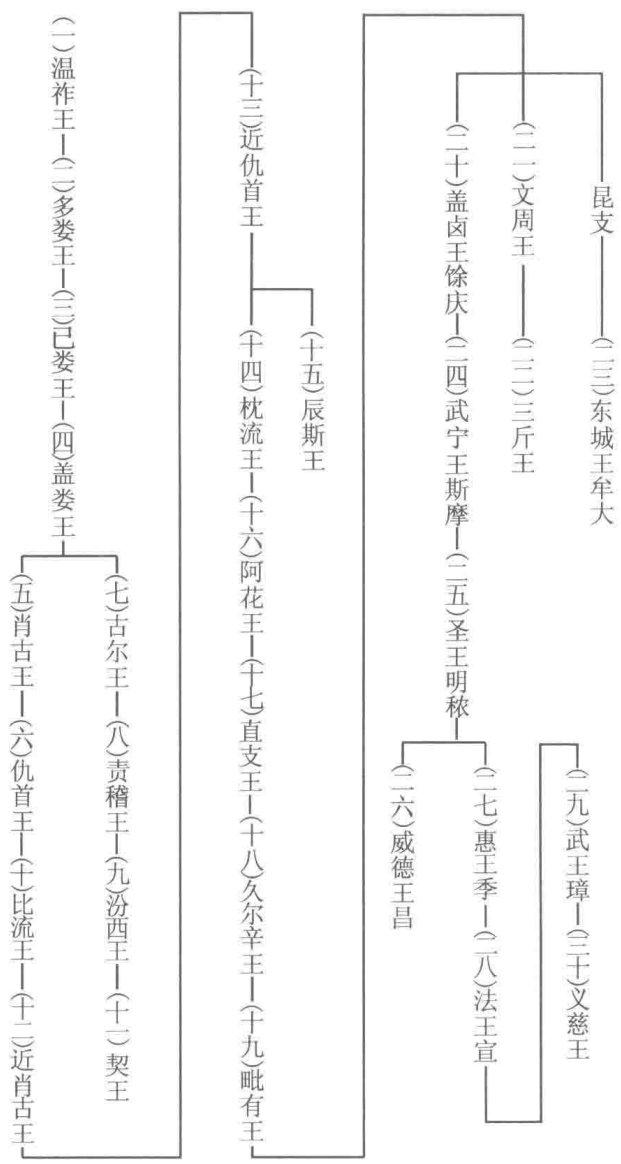 (一)温祚王—(二)多娄王—(三)已娄王—(四)盖娄王
(五)肖古王—(六)仇首王—(十)比流王—(十二)近肖古王
(七)古尔王—(八)责稽王—(九)汾西王—(十一)契王
(十三)近仇首王
(十四)枕流王—(十六)阿花王—(十七)直支王—(十八)久尔辛王—(十九)毗有王
(十五)辰斯王
(二十)盖卤王馀庆—(二四)武宁王斯摩—(二五)圣王明秾
(二一)文周王—(二二)三斤王
昆支—(二三)东城王牟大
(二六)威德王昌
(二七)惠王季—(二八)法王宣
(二九)武王璋—(三十)义慈王